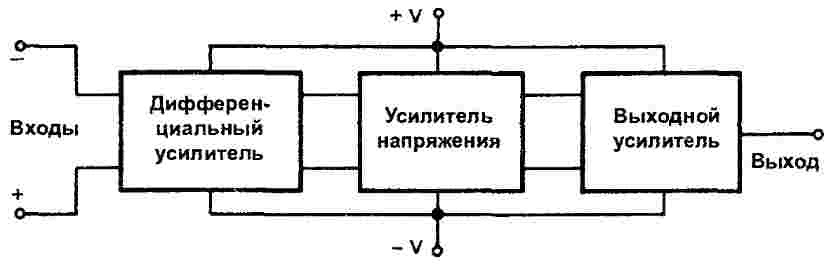 + V
–
Входы
+
Дифферен-
циальный
усилитель
Усилитель
напряжения
Выходной
усилитель
Выход
– V